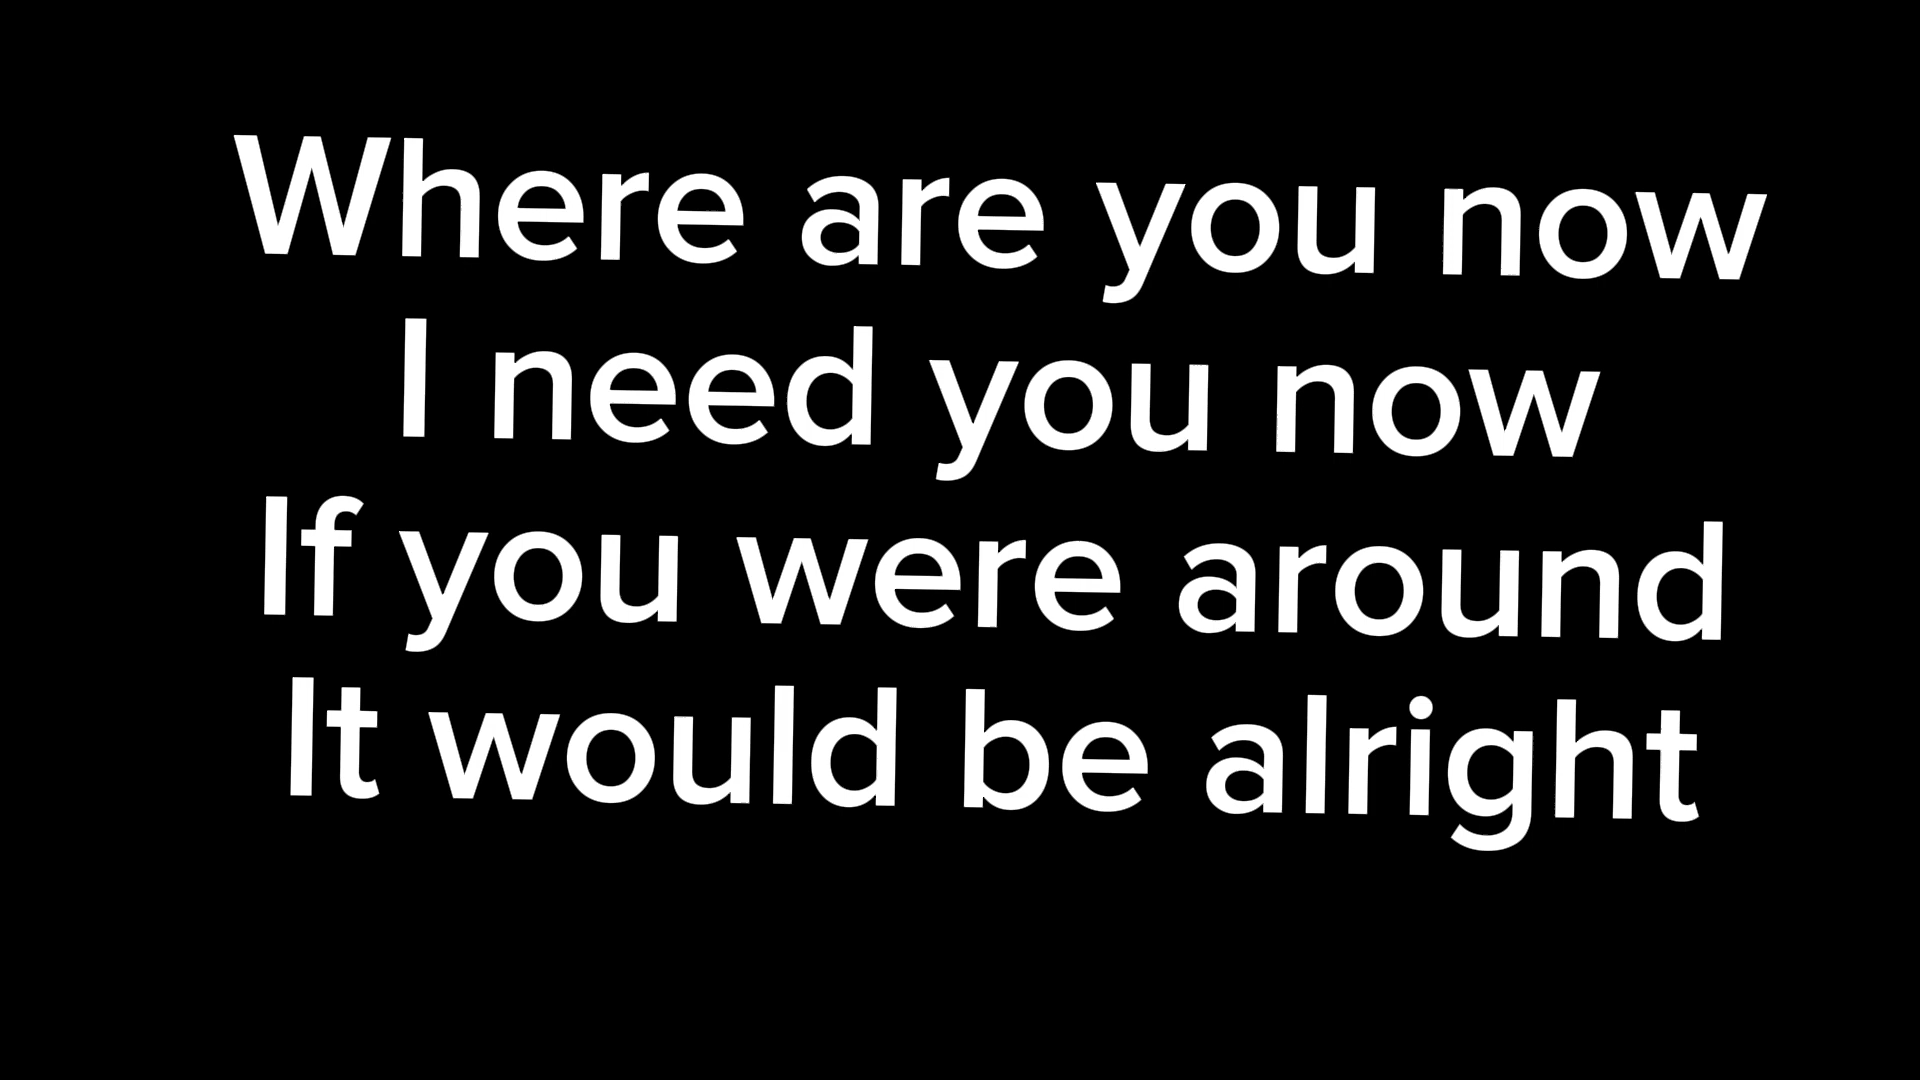 Where are you now
I need you now
If you were around
It would be alright